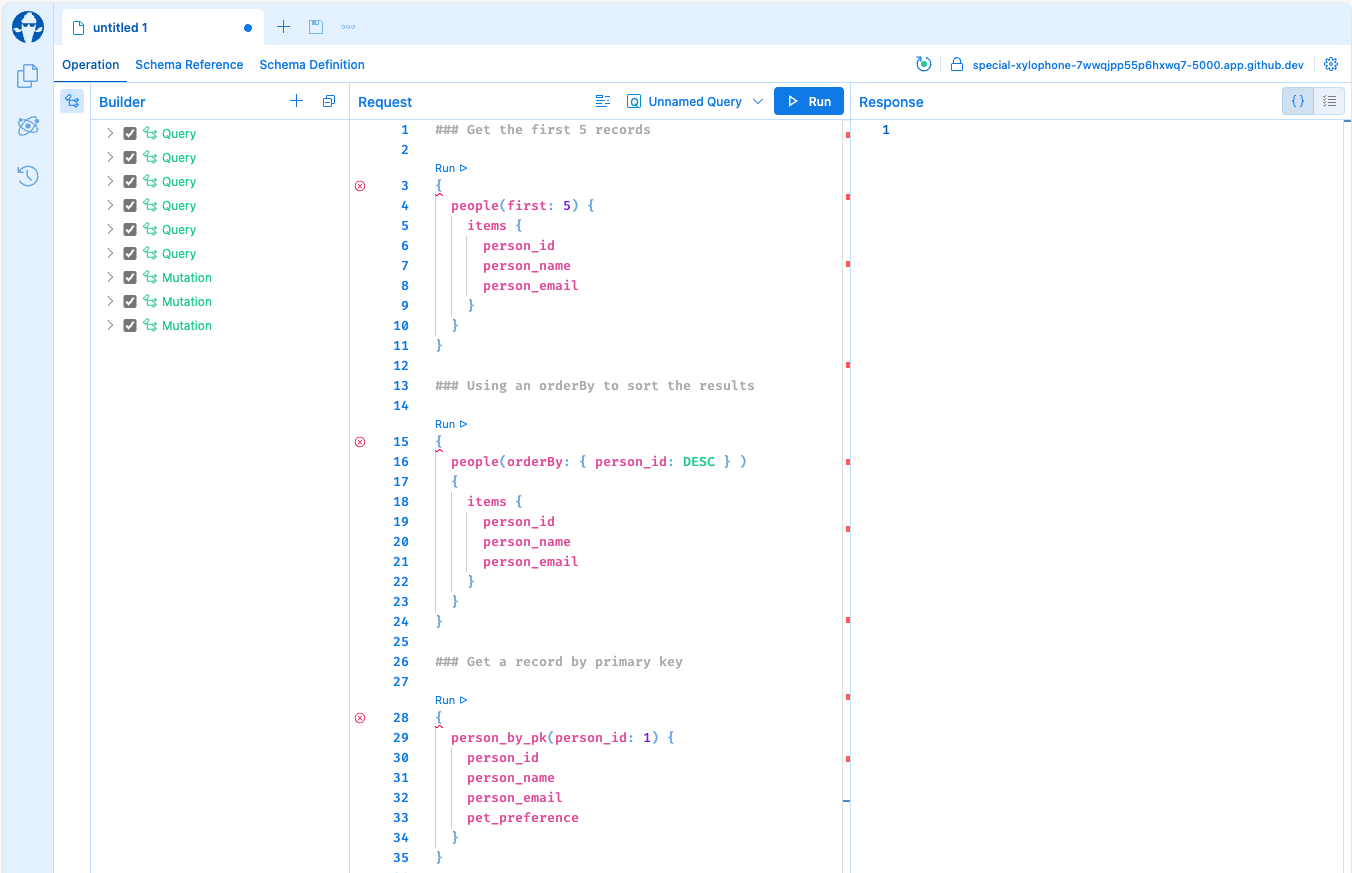 untitled 1
Operation Schema Reference Schema Definition
special-xylophone-7wwqjpp55p6hxwq7-5000.app.github.dev
Builder
Query
Query
Query
Query
Query
Query
Mutation
Mutation
Mutation
Request Unnamed Query Run
1 ### Get the first 5 records
2
Run
3 {
4 people(first: 5) {
5 items {
6 person_id
7 person_name
8 person_email
9 }
10 }
11 }
12
13 ### Using an orderBy to sort the results
14
Run
15 {
16 people(orderBy: { person_id: DESC } )
17 {
18 items {
19 person_id
20 person_name
21 person_email
22 }
23 }
24 }
25
26 ### Get a record by primary key
27
Run
28 {
29 person_by_pk(person_id: 1) {
30 person_id
31 person_name
32 person_email
33 pet_preference
34 }
35 }
Response
{}
1